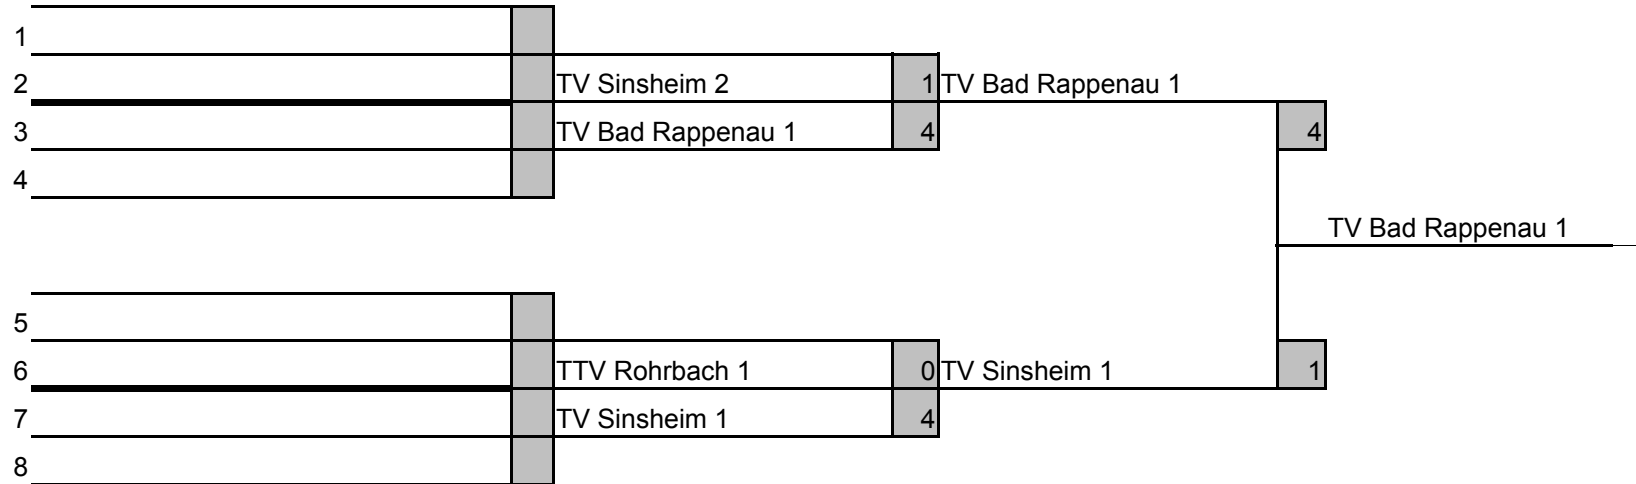 1
2 TV Sinsheim 2 1 TV Bad Rappenau 1
3 TV Bad Rappenau 1 4 4
4
TV Bad Rappenau 1
5
6 TTV Rohrbach 1 0 TV Sinsheim 1 1
7 TV Sinsheim 1 4
8